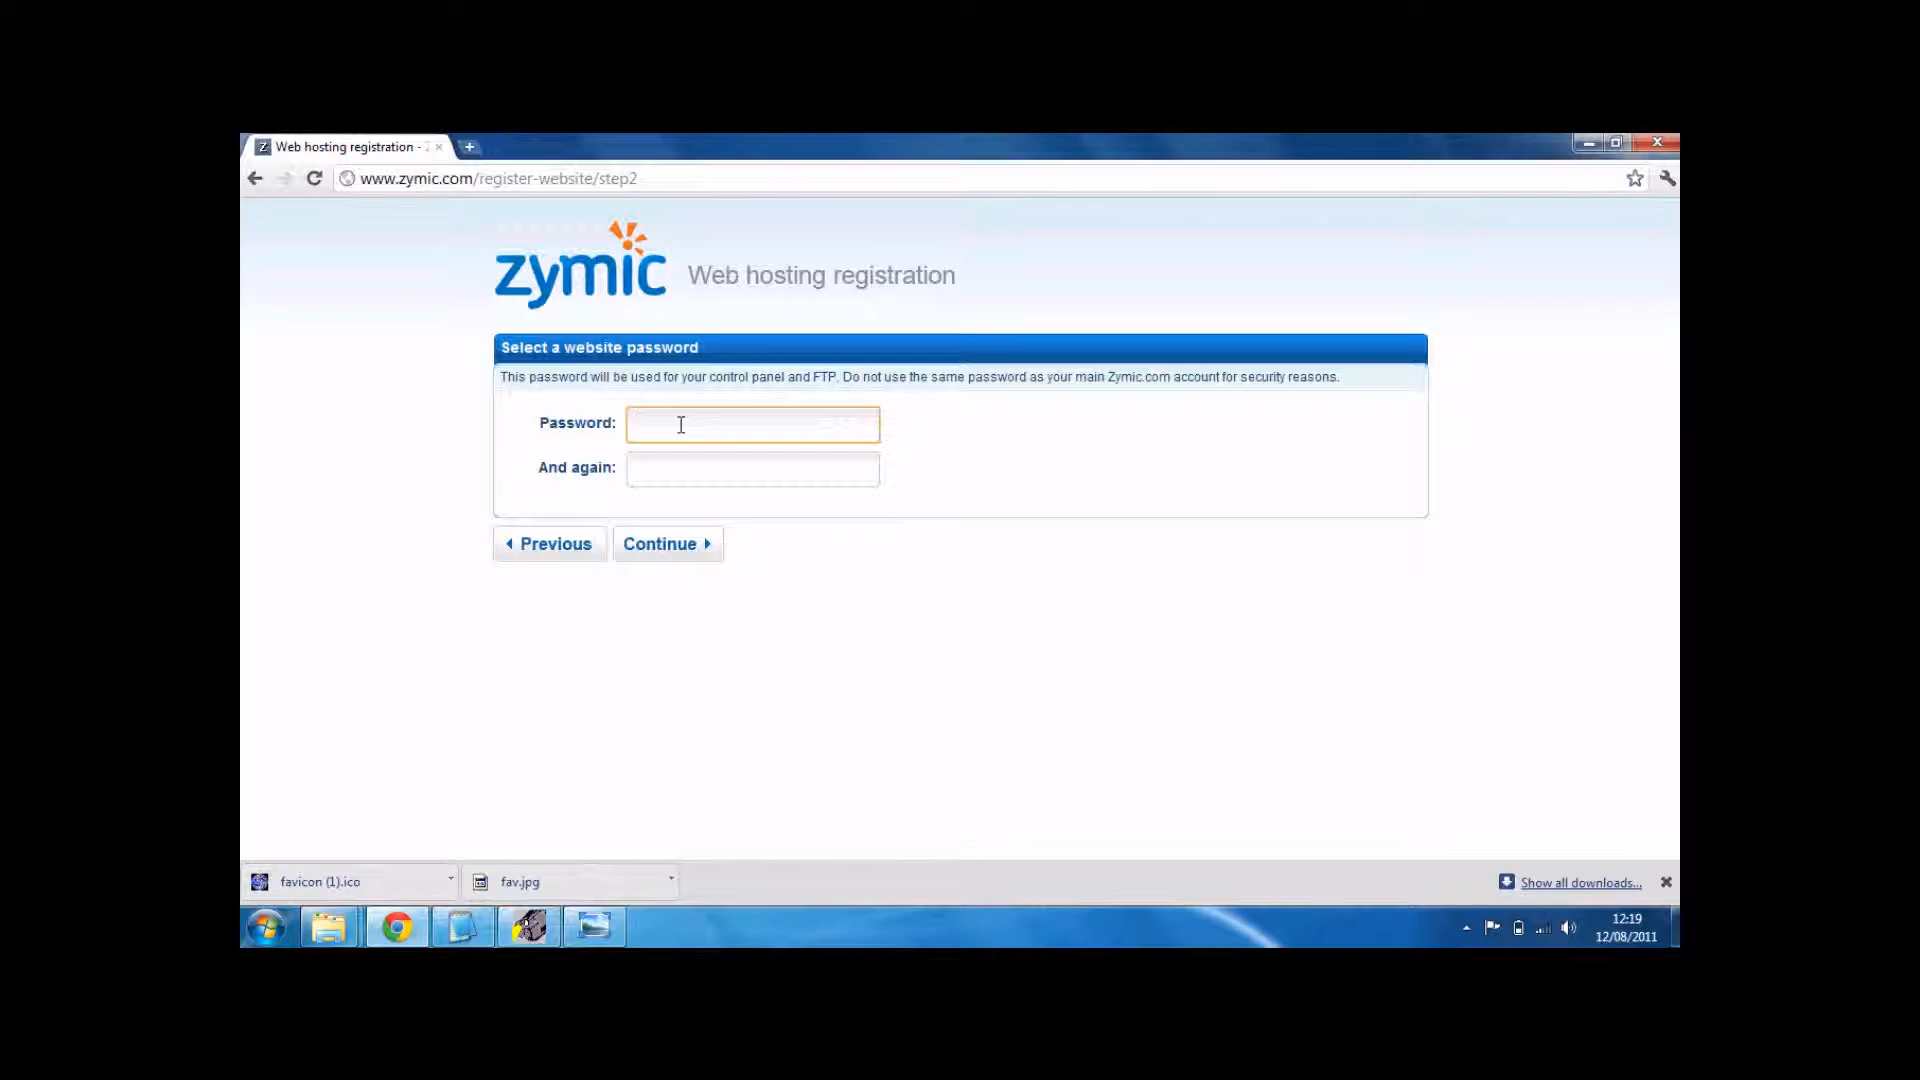 Web hosting registration -
www.zymic.com/register-website/step2
zymic Web hosting registration
Select a website password
This password will be used for your control panel and FTP. Do not use the same password as your main Zymic.com account for security reasons.
Password:
And again:
Previous Continue
favicon (1).ico fav.jpg Show all downloads...
12:19
12/08/2011